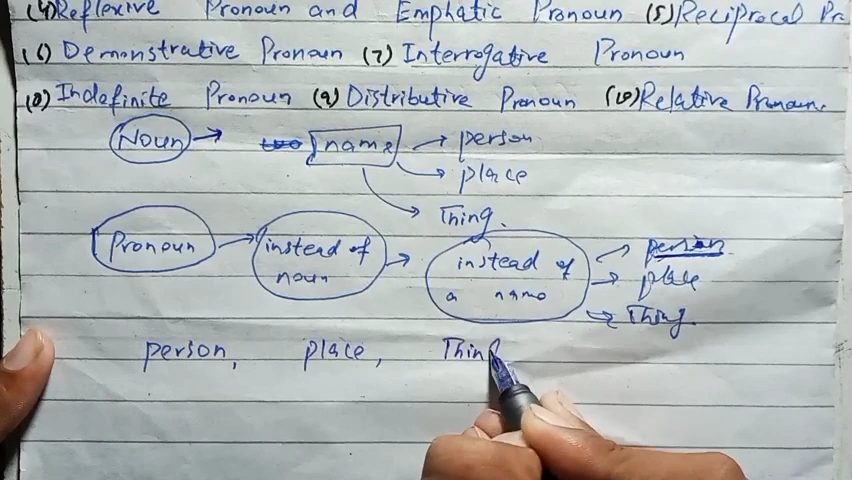 (4) Reflexive Pronoun and Emphatic Pronoun (5) Reciprocal Pr
(6) Demonstrative Pronoun (7) Interrogative Pronoun
(8) Indefinite Pronoun (9) Distributive Pronoun (10) Relative Pronoun.
Noun → name → person
place
Thing.
Pronoun → instead of noun → instead of a name → person
place
Thing.
person, place, Thing